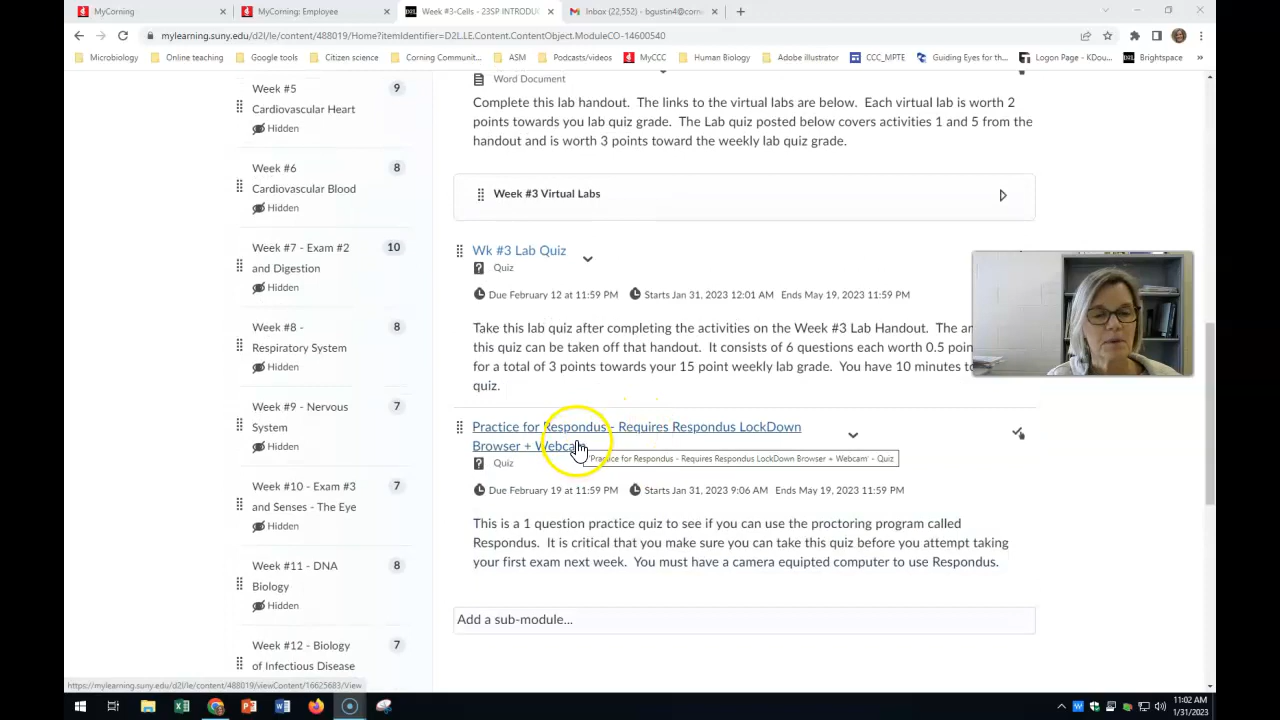 MyCorning
MyCorning: Employee
Week #3-Cells - 23SP INTRODU
Inbox (22,552) - bgustin4@corn
mylearning.suny.edu/d2l/le/content/488019/Home?itemIdentifier=D2L.LE.Content.ContentObject.ModuleCO-14600540
Microbiology
Online teaching
Google tools
Citizen science
Corning Communit...
ASM
Podcasts/videos
MyCCC
Human Biology
Adobe illustrator
CCC_MPTE
Guiding Eyes for th...
Logon Page - KDou...
Brightspace
Week #5
Cardiovascular Heart
9
Hidden
Week #6
Cardiovascular Blood
8
Hidden
Week #7 - Exam #2
and Digestion
10
Hidden
Week #8 -
Respiratory System
8
Hidden
Week #9 - Nervous
System
7
Hidden
Week #10 - Exam #3
and Senses - The Eye
7
Hidden
Week #11 - DNA
Biology
8
Hidden
Week #12 - Biology
of Infectious Disease
7
Word Document
Complete this lab handout. The links to the virtual labs are below. Each virtual lab is worth 2
points towards you lab quiz grade. The Lab quiz posted below covers activities 1 and 5 from the
handout and is worth 3 points toward the weekly lab quiz grade.
Week #3 Virtual Labs
Wk #3 Lab Quiz
Quiz
Due February 12 at 11:59 PM Starts Jan 31, 2023 12:01 AM Ends May 19, 2023 11:59 PM
Take this lab quiz after completing the activities on the Week #3 Lab Handout. The an
this quiz can be taken off that handout. It consists of 6 questions each worth 0.5 poin
for a total of 3 points towards your 15 point weekly lab grade. You have 10 minutes to
quiz.
Practice for Respondus - Requires Respondus LockDown
Browser + Webcam
'Practice for Respondus - Requires Respondus LockDown Browser + Webcam' - Quiz
Quiz
Due February 19 at 11:59 PM Starts Jan 31, 2023 9:06 AM Ends May 19, 2023 11:59 PM
This is a 1 question practice quiz to see if you can use the proctoring program called
Respondus. It is critical that you make sure you can take this quiz before you attempt taking
your first exam next week. You must have a camera equipted computer to use Respondus.
Add a sub-module...
https://mylearning.suny.edu/d2l/le/content/488019/viewContent/16625683/View
11:02 AM
1/31/2023